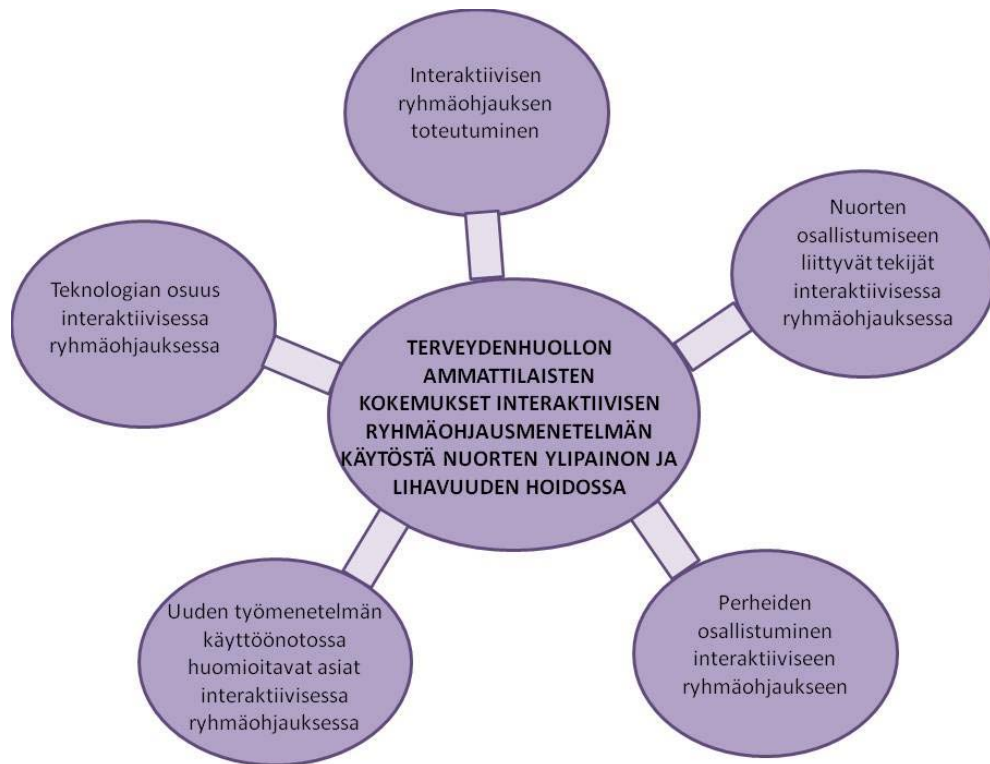 Interaktiivisen
ryhmäohjauksen
toteutuminen
Nuorten
osallistumiseen
liittyvät tekijät
interaktiivisessa
ryhmäohjauksessa
Teknologian osuus
interaktiivisessa
ryhmäohjauksessa
TERVEYDENHUOLLON
AMMATTILAISTEN
KOKEMUKSET INTERAKTIIVISEN
RYHMÄOHJAUSMENETELMÄN
KÄYTÖSTÄ NUORTEN YLIPAINON JA
LIHAVUUDEN HOIDOSSA
Uuden työmenetelmän
käyttöönotossa
huomioitavat asiat
interaktiivisessa
ryhmäohjauksessa
Perheiden
osallistuminen
interaktiiviseen
ryhmäohjaukseen